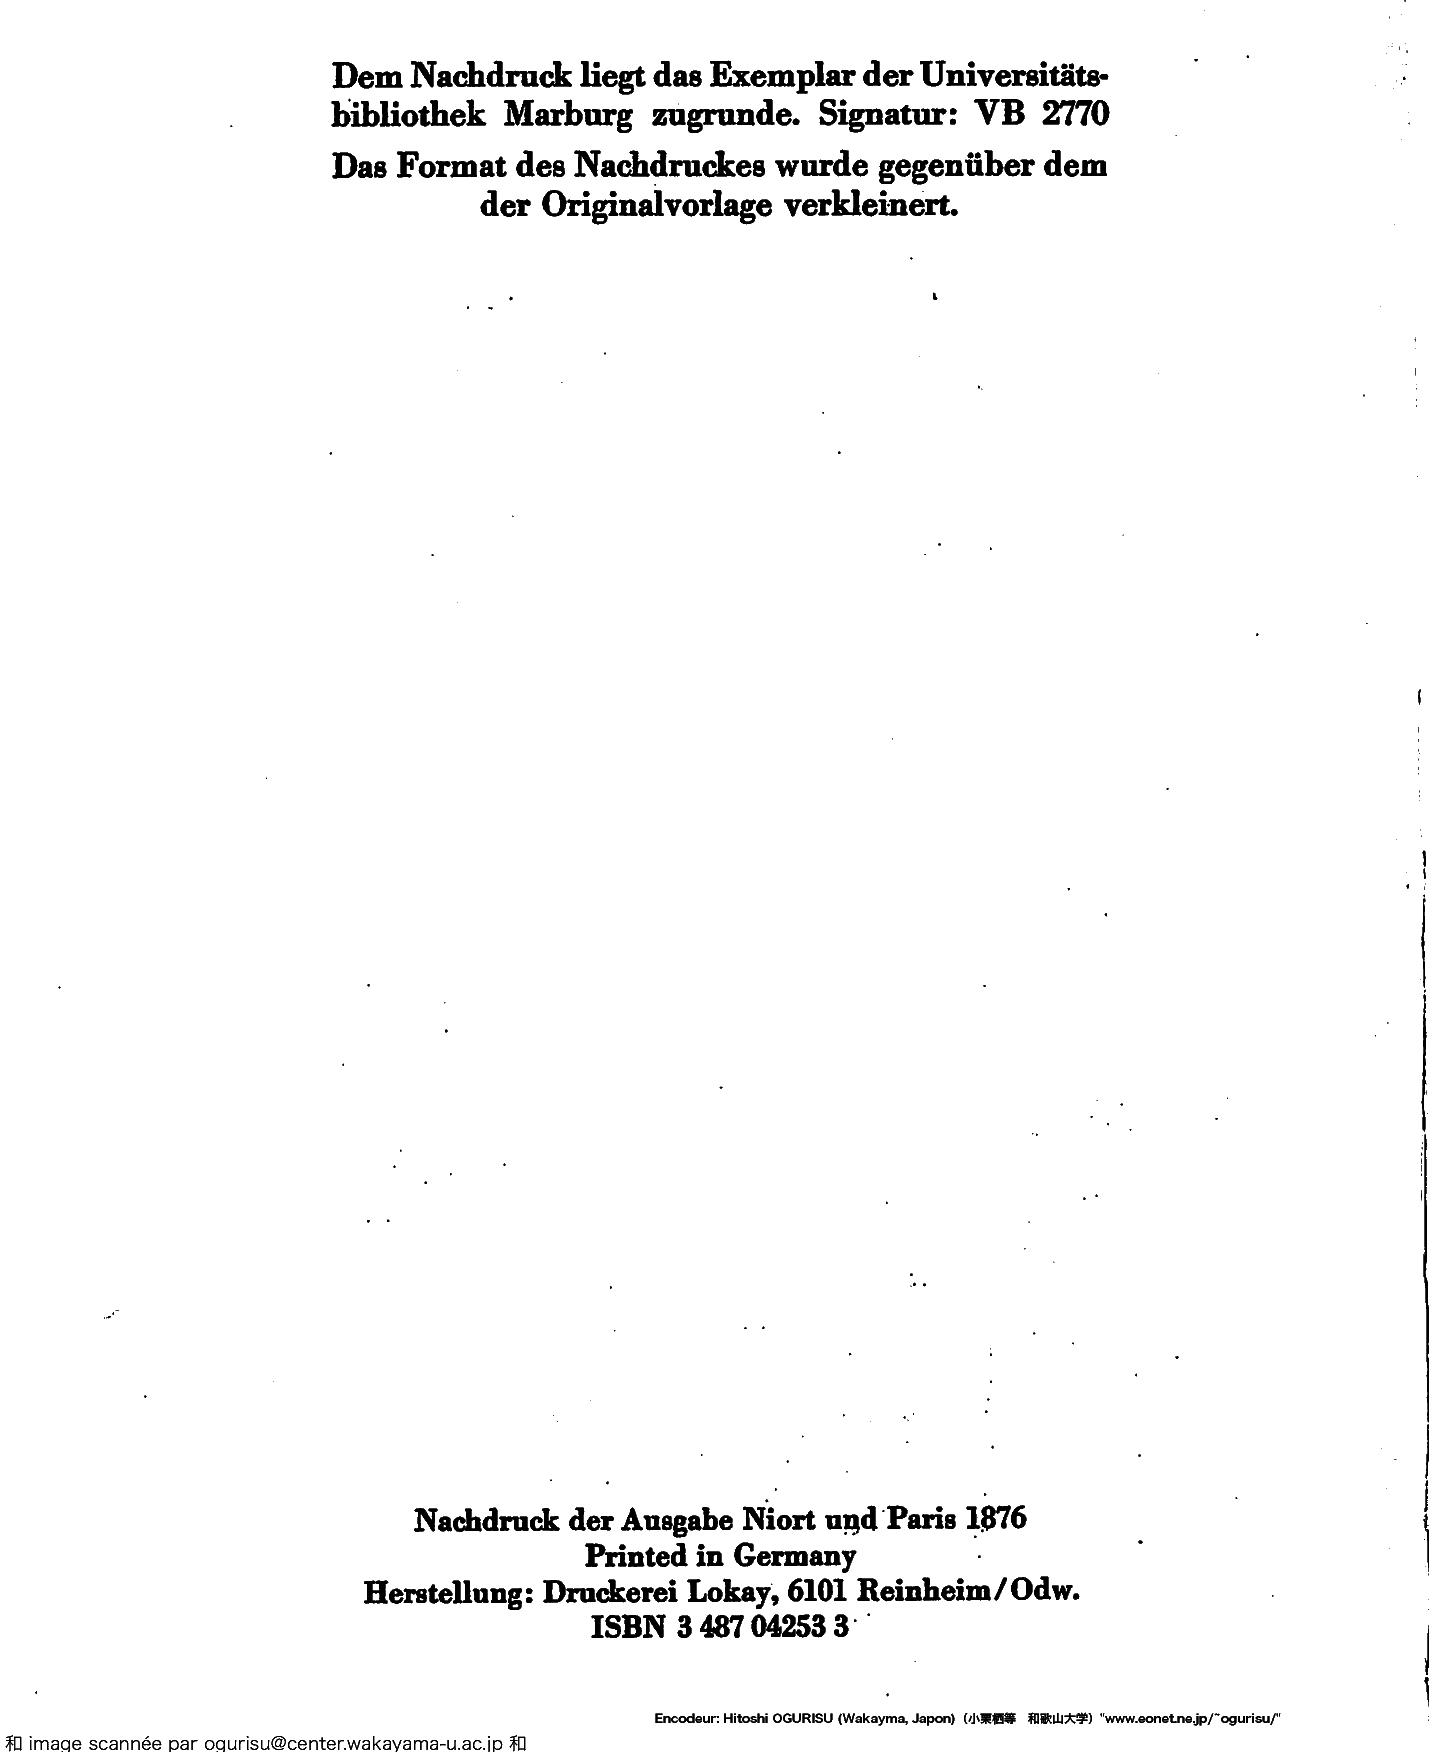 Dem Nachdruck liegt das Exemplar der Universitäts-
bibliothek Marburg zugrunde. Signatur: VB 2770
Das Format des Nachdruckes wurde gegenüber dem
der Originalvorlage verkleinert.
Nachdruck der Ausgabe Niort und Paris 1876
Printed in Germany
Herstellung: Druckerei Lokay, 6101 Reinheim/Odw.
ISBN 3 487 04253 3
Encodeur: Hitoshi OGURISU (Wakayma, Japon)（小栗栖等　和歌山大学）"www.eonet.ne.jp/~ogurisu/"
和 image scannée par ogurisu@center.wakayama-u.ac.jp 和